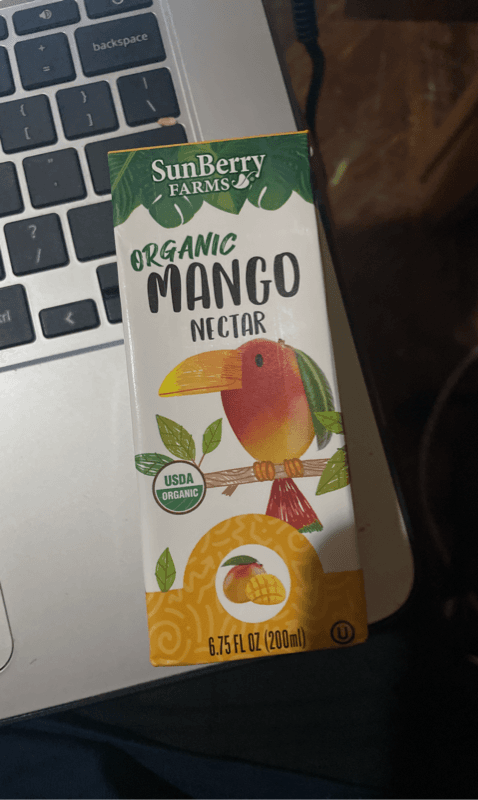 backspace
+
=
{
[
}
]
|
\
"
?
/
<
SunBerry
FARMS
ORGANIC
MANGO
NECTAR
USDA
ORGANIC
6.75 FL OZ (200ml)
U